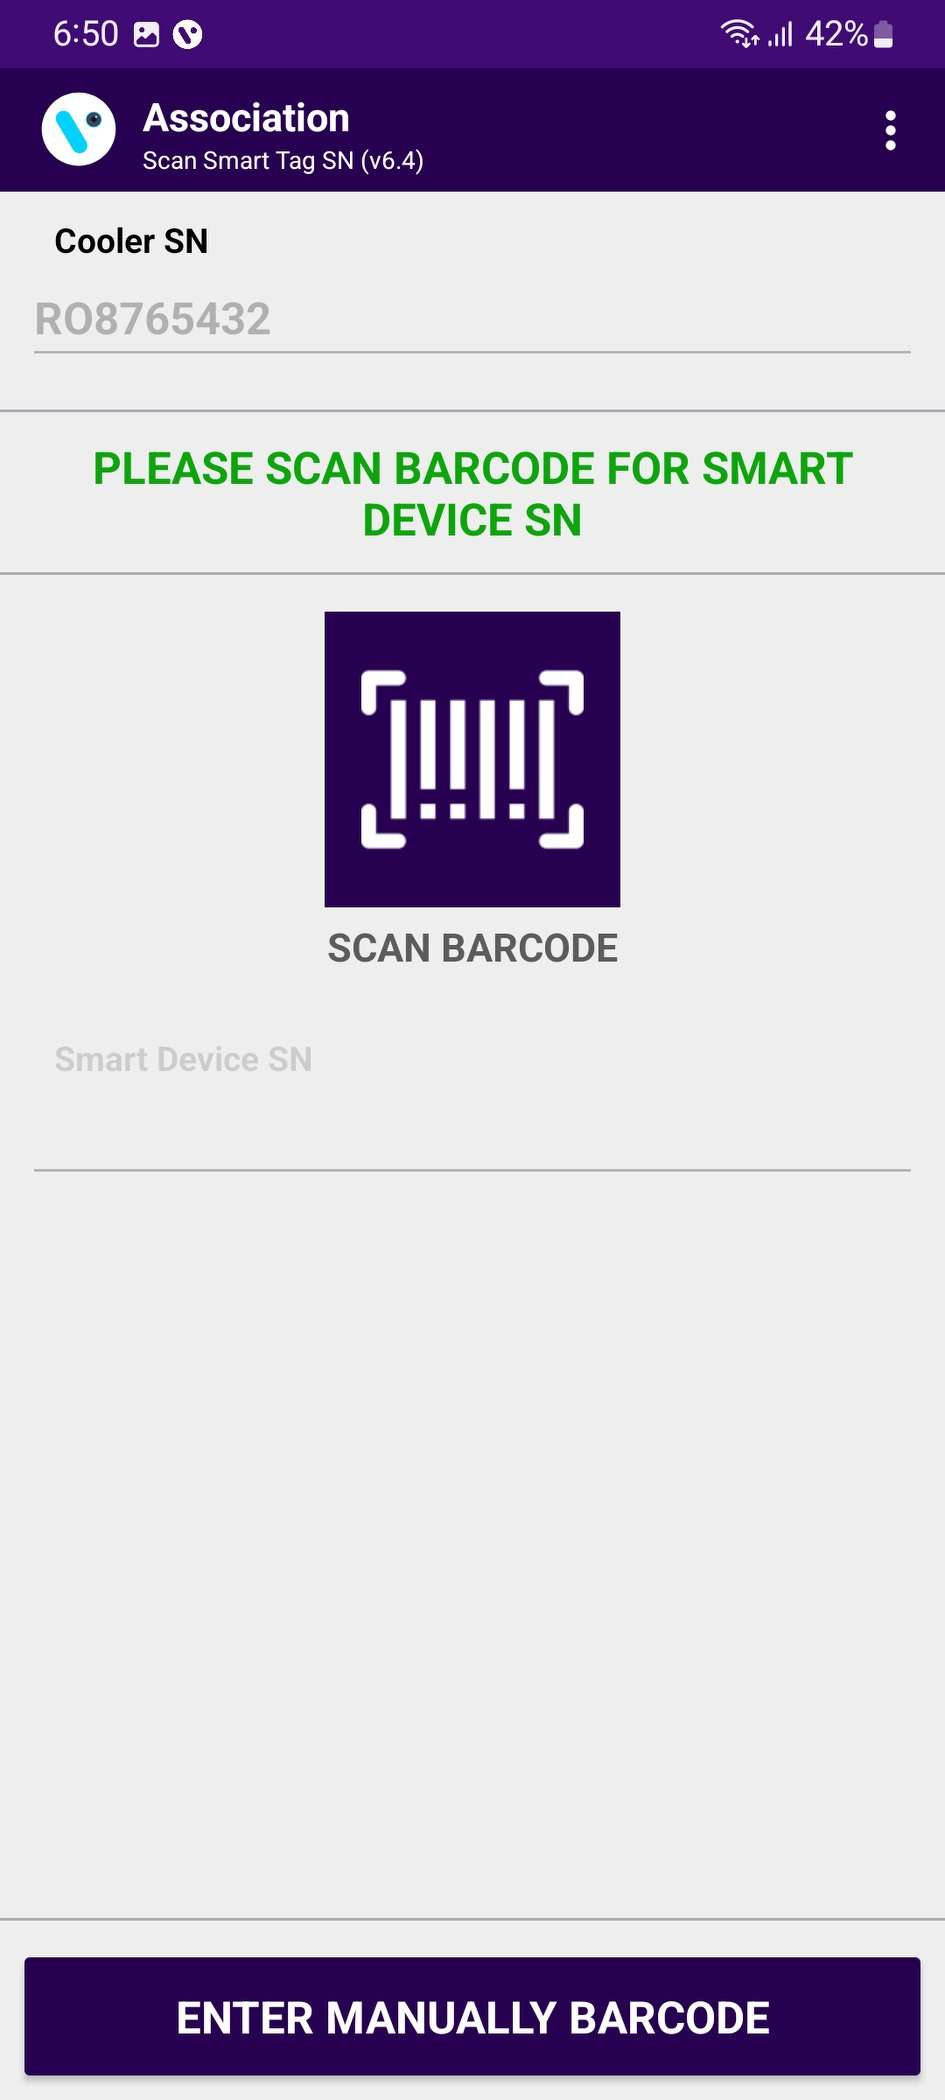 6:50 42%
Association
Scan Smart Tag SN (v6.4)
Cooler SN
RO8765432
PLEASE SCAN BARCODE FOR SMART
DEVICE SN
SCAN BARCODE
Smart Device SN
ENTER MANUALLY BARCODE